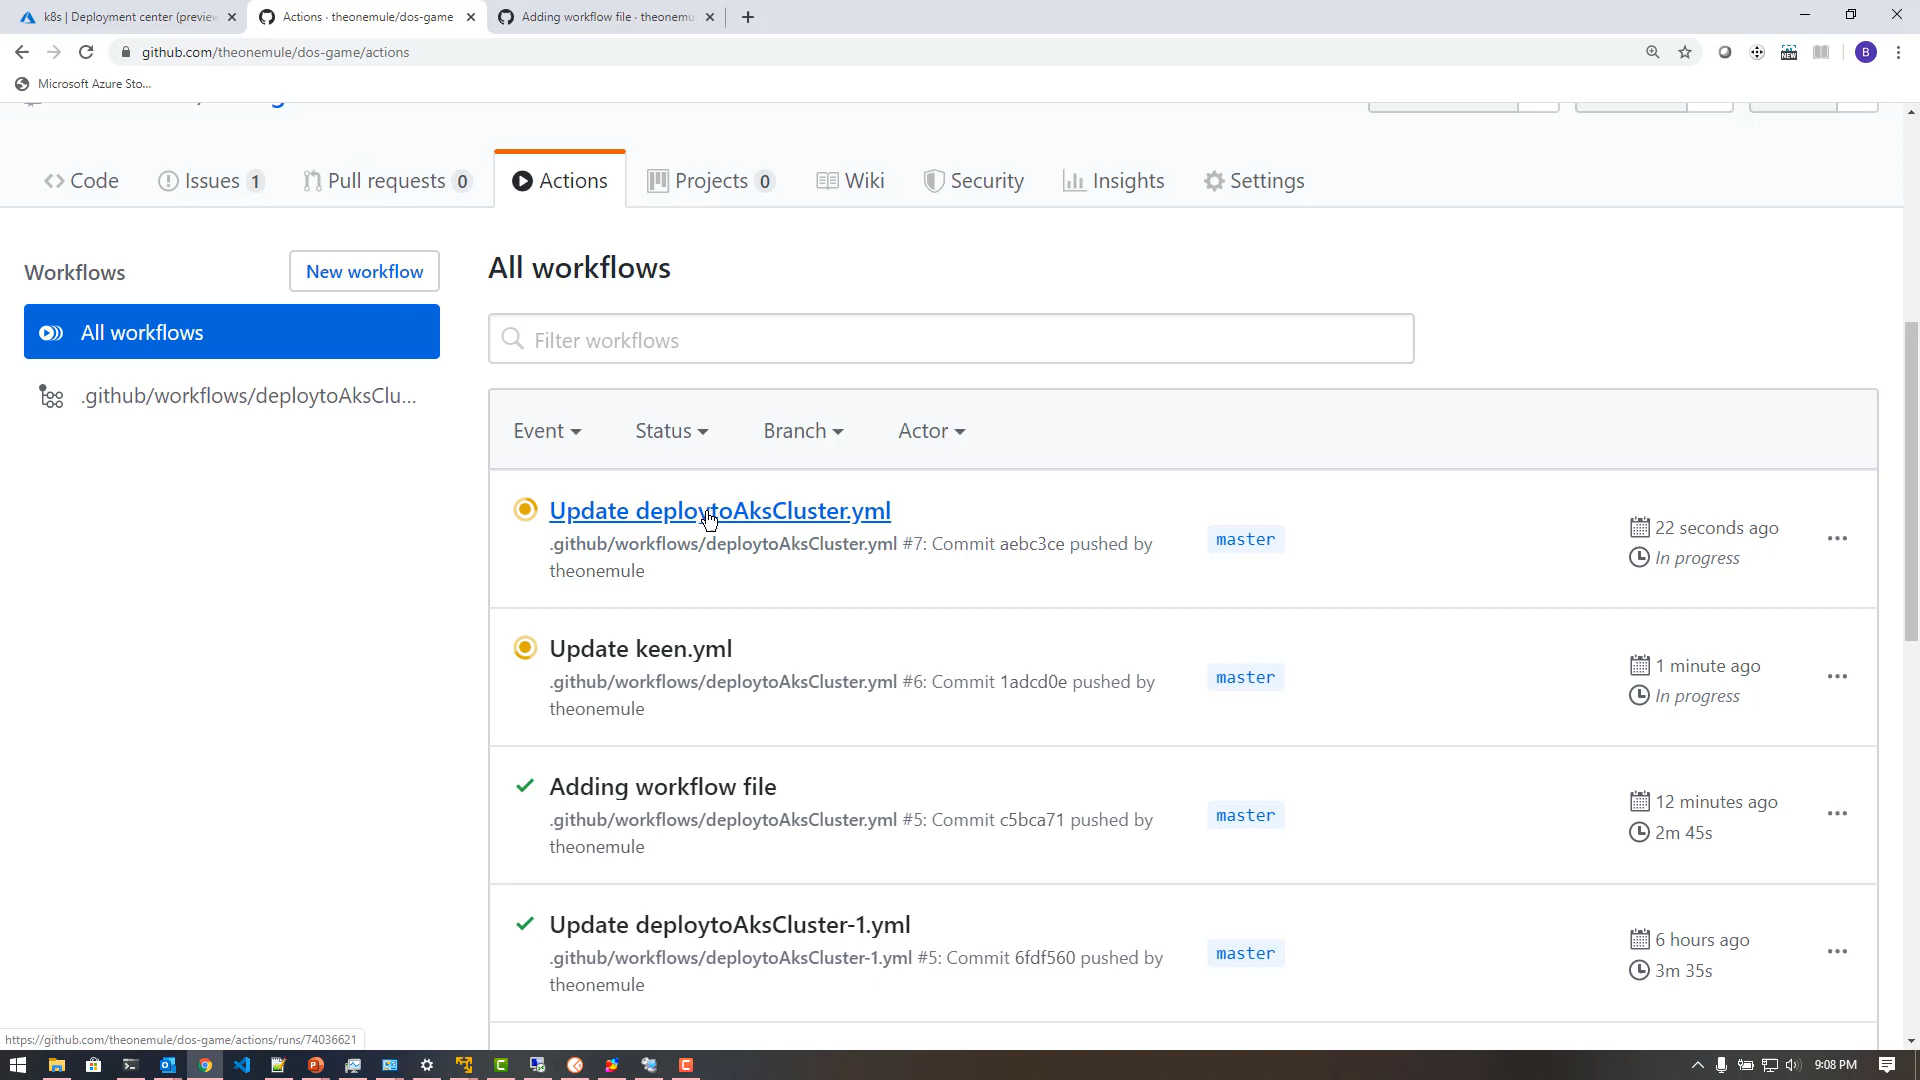 k8s | Deployment center (preview
Actions · theonemule/dos-game
Adding workflow file · theonemu
github.com/theonemule/dos-game/actions
NEW
B
Microsoft Azure Sto...
Code
Issues 1
Pull requests 0
Actions
Projects 0
Wiki
Security
Insights
Settings
Workflows
New workflow
All workflows
.github/workflows/deploytoAksClu...
All workflows
Filter workflows
Event
Status
Branch
Actor
Update deploytoAksCluster.yml
.github/workflows/deploytoAksCluster.yml #7: Commit aebc3ce pushed by
theonemule
master
22 seconds ago
In progress
Update keen.yml
.github/workflows/deploytoAksCluster.yml #6: Commit 1adcd0e pushed by
theonemule
master
1 minute ago
In progress
Adding workflow file
.github/workflows/deploytoAksCluster.yml #5: Commit c5bca71 pushed by
theonemule
master
12 minutes ago
2m 45s
Update deploytoAksCluster-1.yml
.github/workflows/deploytoAksCluster-1.yml #5: Commit 6fdf560 pushed by
theonemule
master
6 hours ago
3m 35s
https://github.com/theonemule/dos-game/actions/runs/74036621
9:08 PM